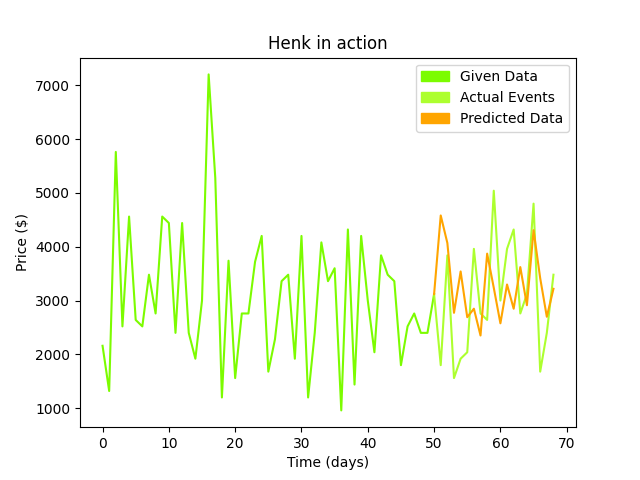 Henk in action
Given Data
Actual Events
Predicted Data
Price ($)
7000
6000
5000
4000
3000
2000
1000
0 10 20 30 40 50 60 70
Time (days)